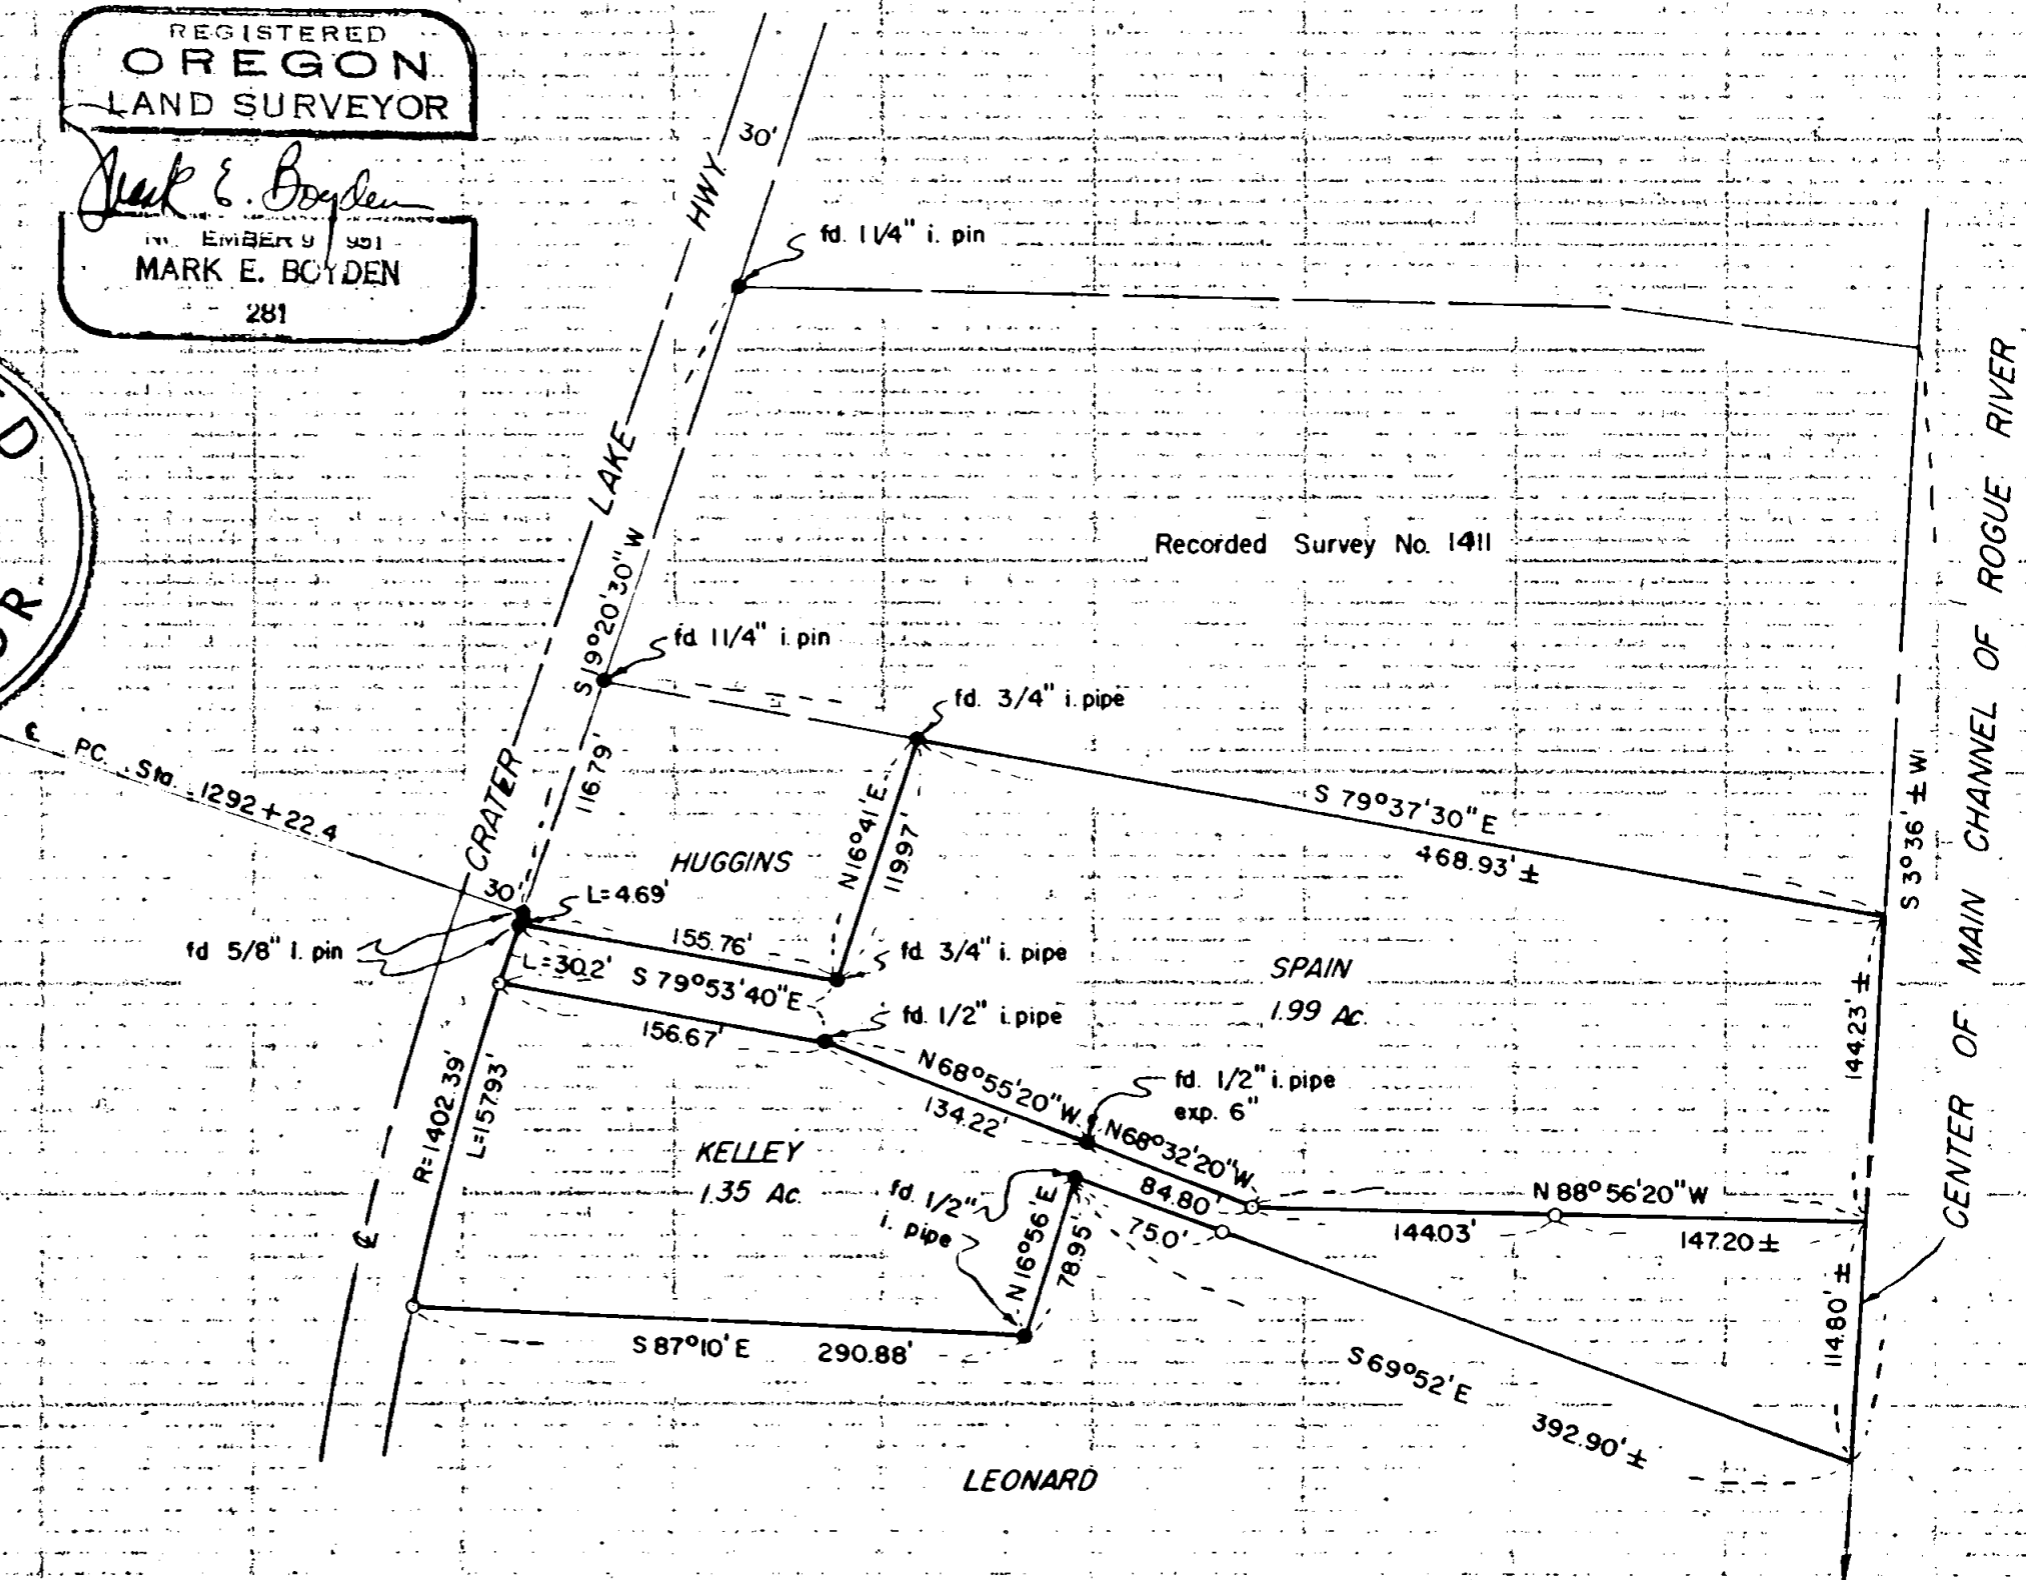 REGISTERED
OREGON
LAND SURVEYOR
Mark E. Boyden
EMBER 9
MARK E. BOYDEN
281
HWY.
30'
fd. 1 1/4" i. pin
LAKE
S 19°20'30" W
Recorded Survey No. 1411
CENTER OF MAIN CHANNEL OF ROGUE RIVER
fd 1 1/4" i. pin
fd. 3/4" i. pipe
116.79'
℄ P.C. Sta. 1292+22.4
CRATER
HUGGINS
N 16°41' E
119.97'
S 79°37'30" E
468.93' ±
S 3°36' ± W
30'
L=4.69'
fd 5/8" i. pin
155.76'
L=30.2'
S 79°53'40" E
fd. 3/4" i. pipe
156.67'
fd. 1/2" i. pipe
SPAIN
1.99 Ac.
144.23' ±
R=1402.39'
L=157.93'
N 68°55'20" W.
134.22'
fd. 1/2" i. pipe
exp. 6"
N 68°32'20" W.
84.80'
KELLEY
1.35 Ac.
fd. 1/2"
i. pipe
N 16°56' E
78.95'
75.0'
N 88°56'20" W
144.03'
147.20 ±
℄
114.80' ±
S 87°10' E 290.88'
S 69°52' E
392.90' ±
LEONARD
D
R